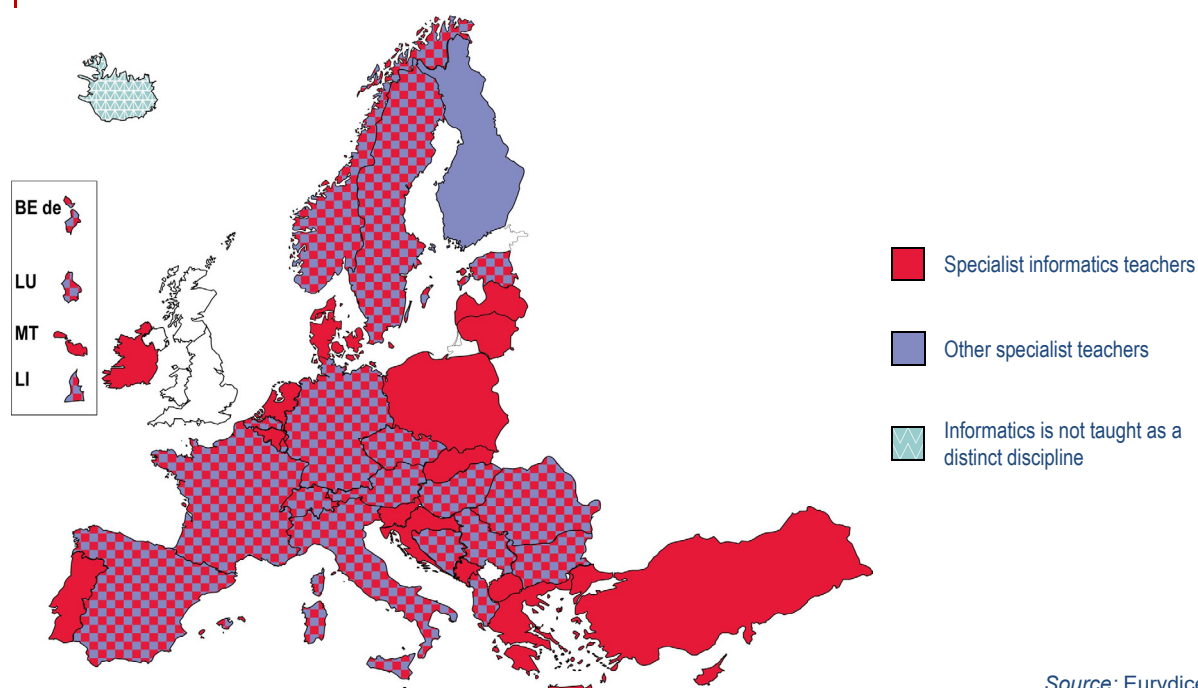 BE de
LU
MT
LI
Specialist informatics teachers
Other specialist teachers
Informatics is not taught as a
distinct discipline
Source: Eurydice